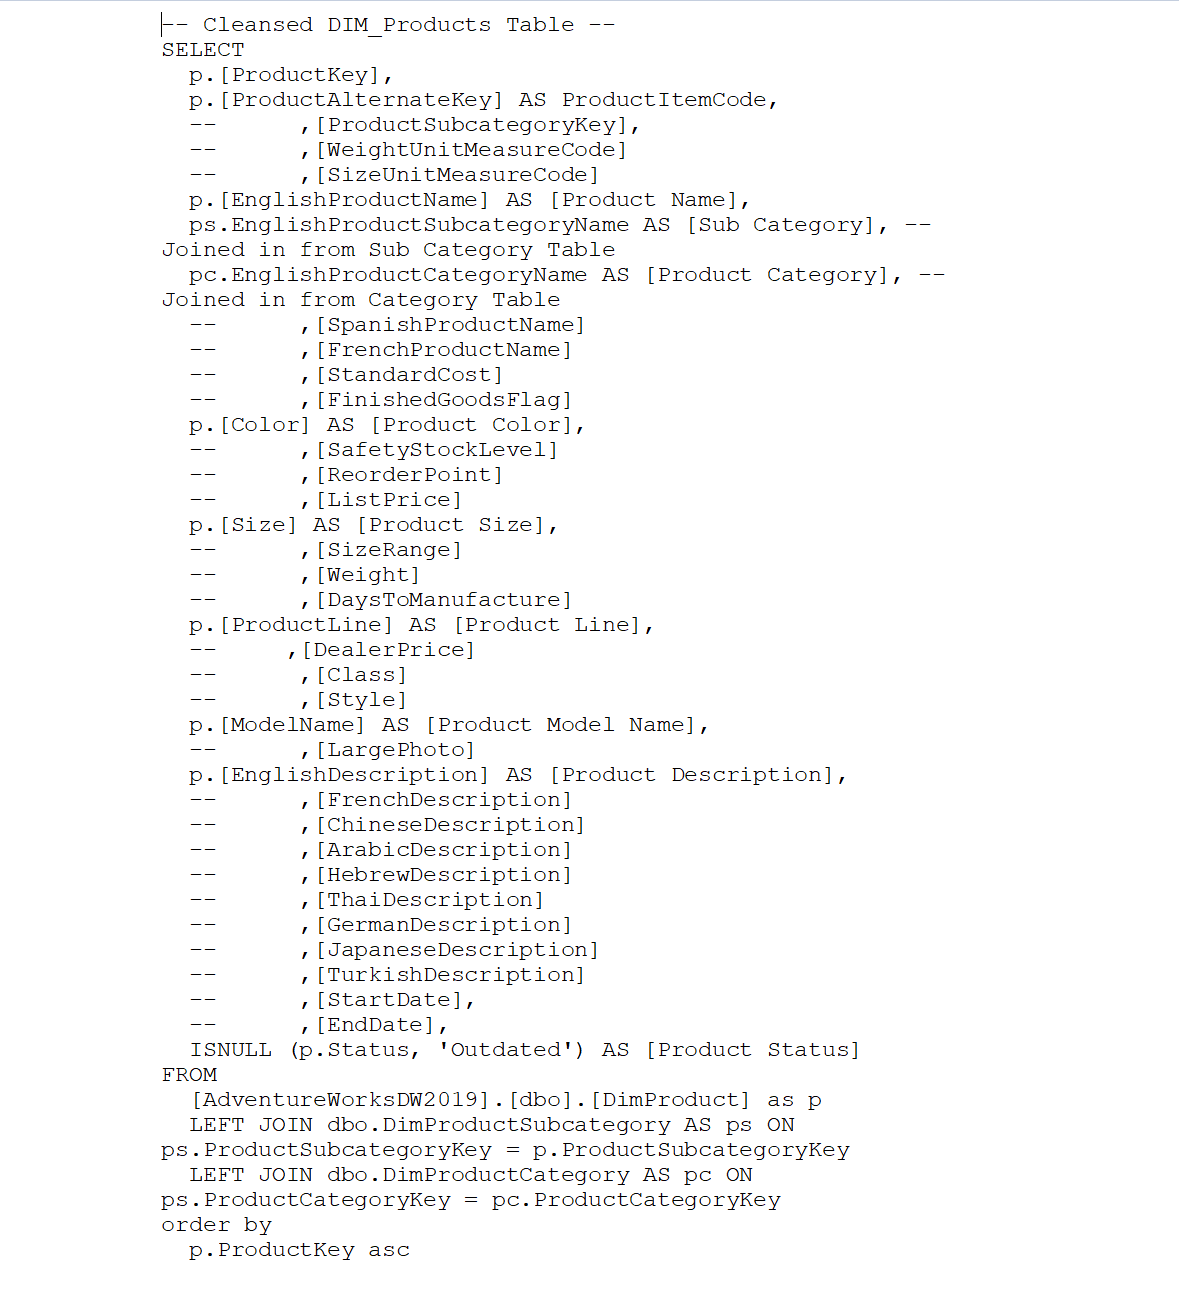 -- Cleansed DIM_Products Table --
SELECT
  p.[ProductKey],
  p.[ProductAlternateKey] AS ProductItemCode,
  --      ,[ProductSubcategoryKey],
  --      ,[WeightUnitMeasureCode]
  --      ,[SizeUnitMeasureCode]
  p.[EnglishProductName] AS [Product Name],
  ps.EnglishProductSubcategoryName AS [Sub Category], --
Joined in from Sub Category Table
  pc.EnglishProductCategoryName AS [Product Category], --
Joined in from Category Table
  --      ,[SpanishProductName]
  --      ,[FrenchProductName]
  --      ,[StandardCost]
  --      ,[FinishedGoodsFlag]
  p.[Color] AS [Product Color],
  --      ,[SafetyStockLevel]
  --      ,[ReorderPoint]
  --      ,[ListPrice]
  p.[Size] AS [Product Size],
  --      ,[SizeRange]
  --      ,[Weight]
  --      ,[DaysToManufacture]
  p.[ProductLine] AS [Product Line],
  --     ,[DealerPrice]
  --      ,[Class]
  --      ,[Style]
  p.[ModelName] AS [Product Model Name],
  --      ,[LargePhoto]
  p.[EnglishDescription] AS [Product Description],
  --      ,[FrenchDescription]
  --      ,[ChineseDescription]
  --      ,[ArabicDescription]
  --      ,[HebrewDescription]
  --      ,[ThaiDescription]
  --      ,[GermanDescription]
  --      ,[JapaneseDescription]
  --      ,[TurkishDescription]
  --      ,[StartDate],
  --      ,[EndDate],
  ISNULL (p.Status, 'Outdated') AS [Product Status]
FROM
  [AdventureWorksDW2019].[dbo].[DimProduct] as p
  LEFT JOIN dbo.DimProductSubcategory AS ps ON
ps.ProductSubcategoryKey = p.ProductSubcategoryKey
  LEFT JOIN dbo.DimProductCategory AS pc ON
ps.ProductCategoryKey = pc.ProductCategoryKey
order by
  p.ProductKey asc